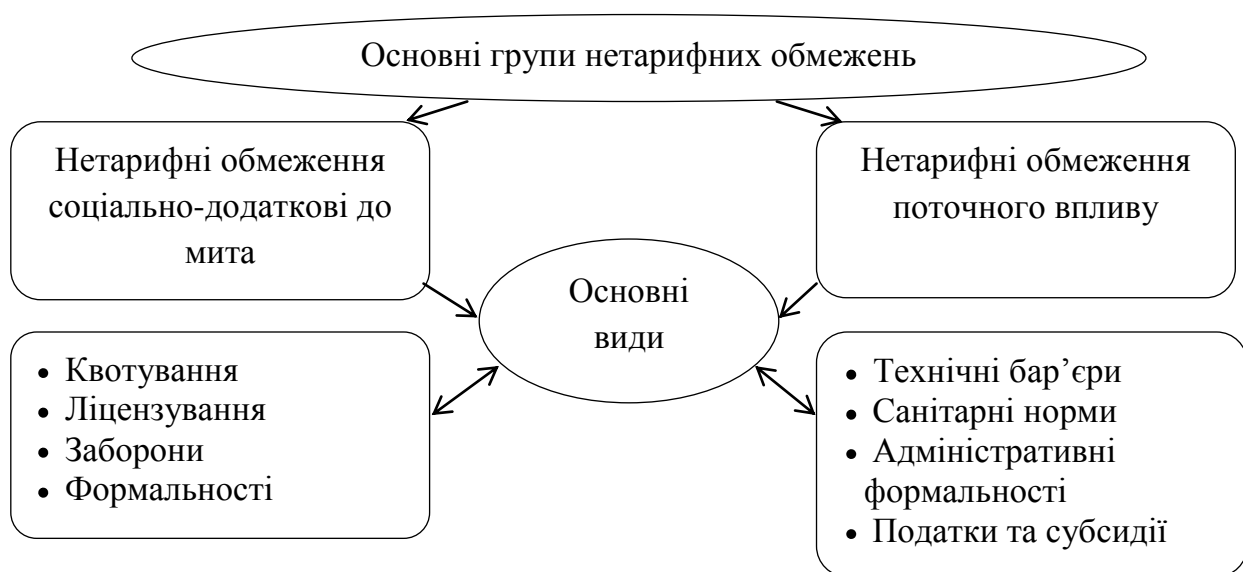 Основні групи нетарифних обмежень
Нетарифні обмеження
соціально-додаткові до
мита
Нетарифні обмеження
поточного впливу
Основні
види
• Квотування
• Ліцензування
• Заборони
• Формальності
• Технічні бар’єри
• Санітарні норми
• Адміністративні
формальності
• Податки та субсидії